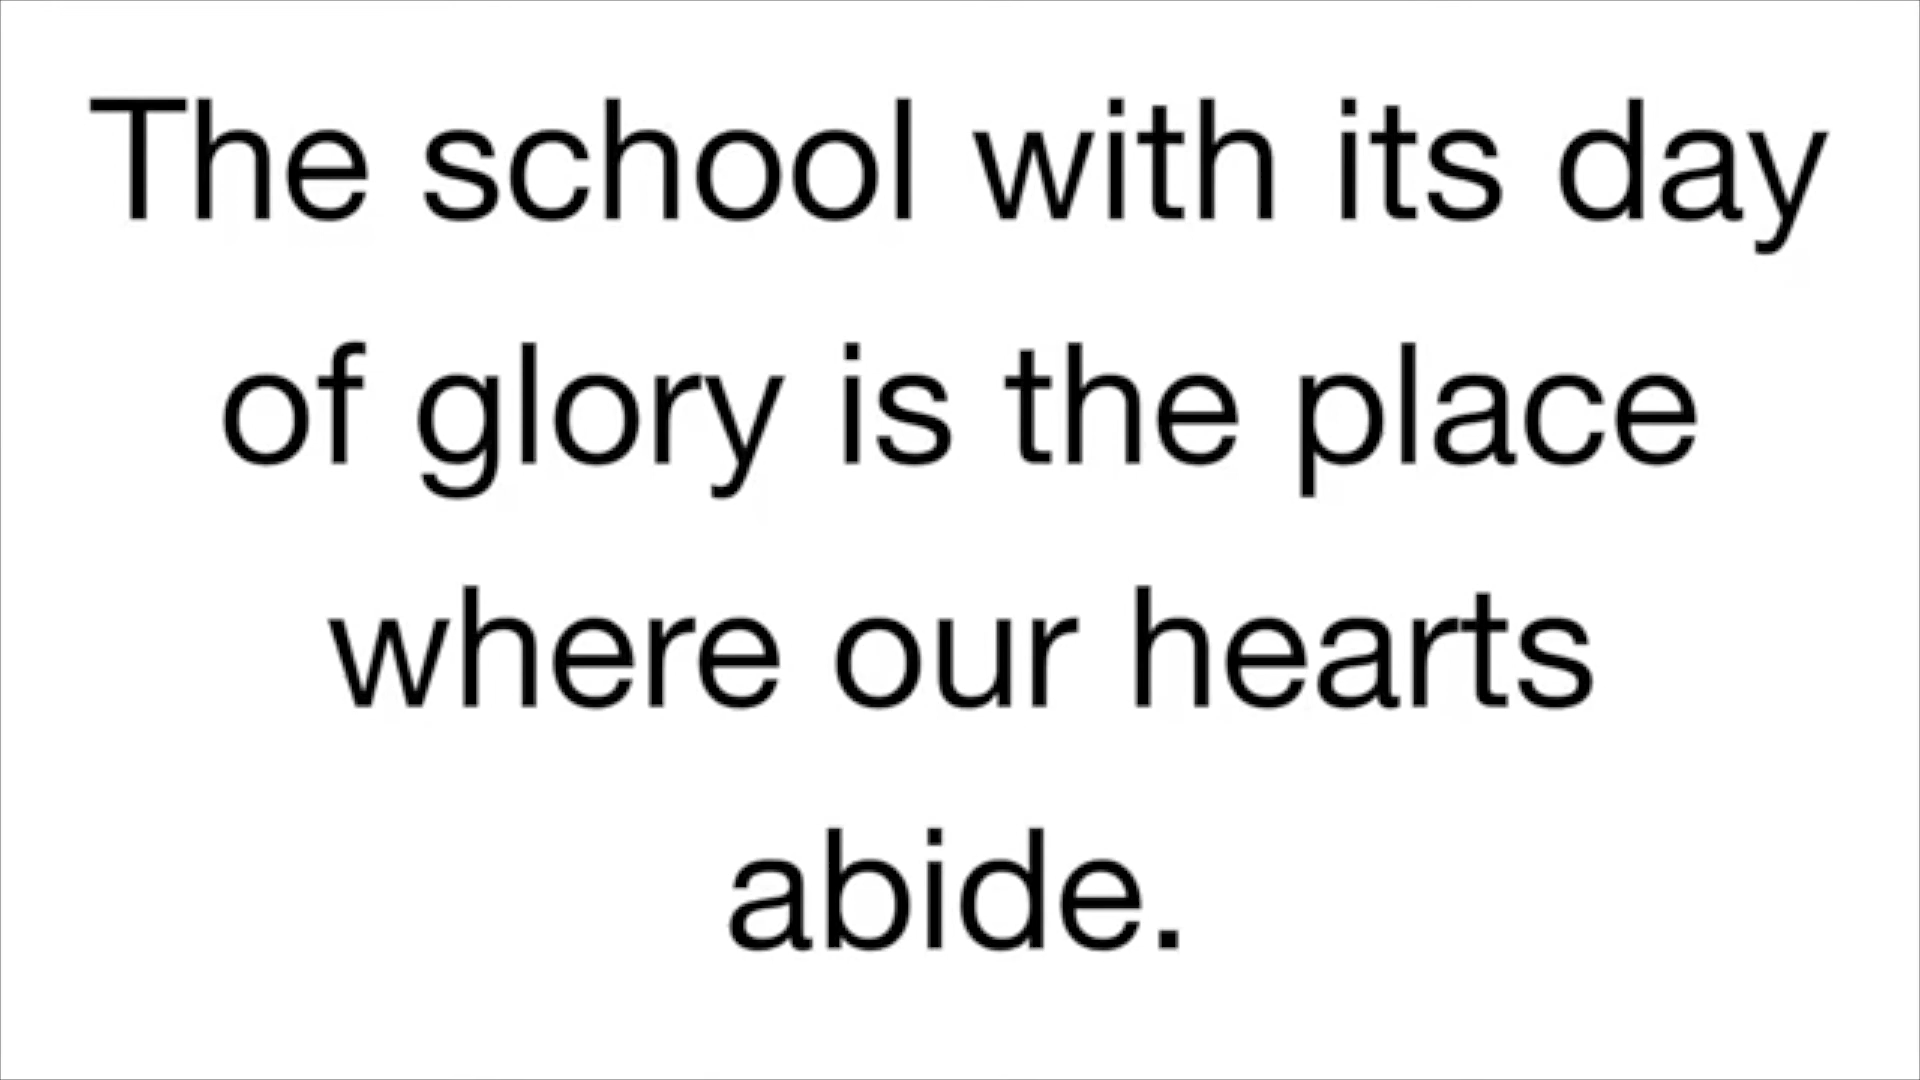 The school with its day
of glory is the place
where our hearts
abide.